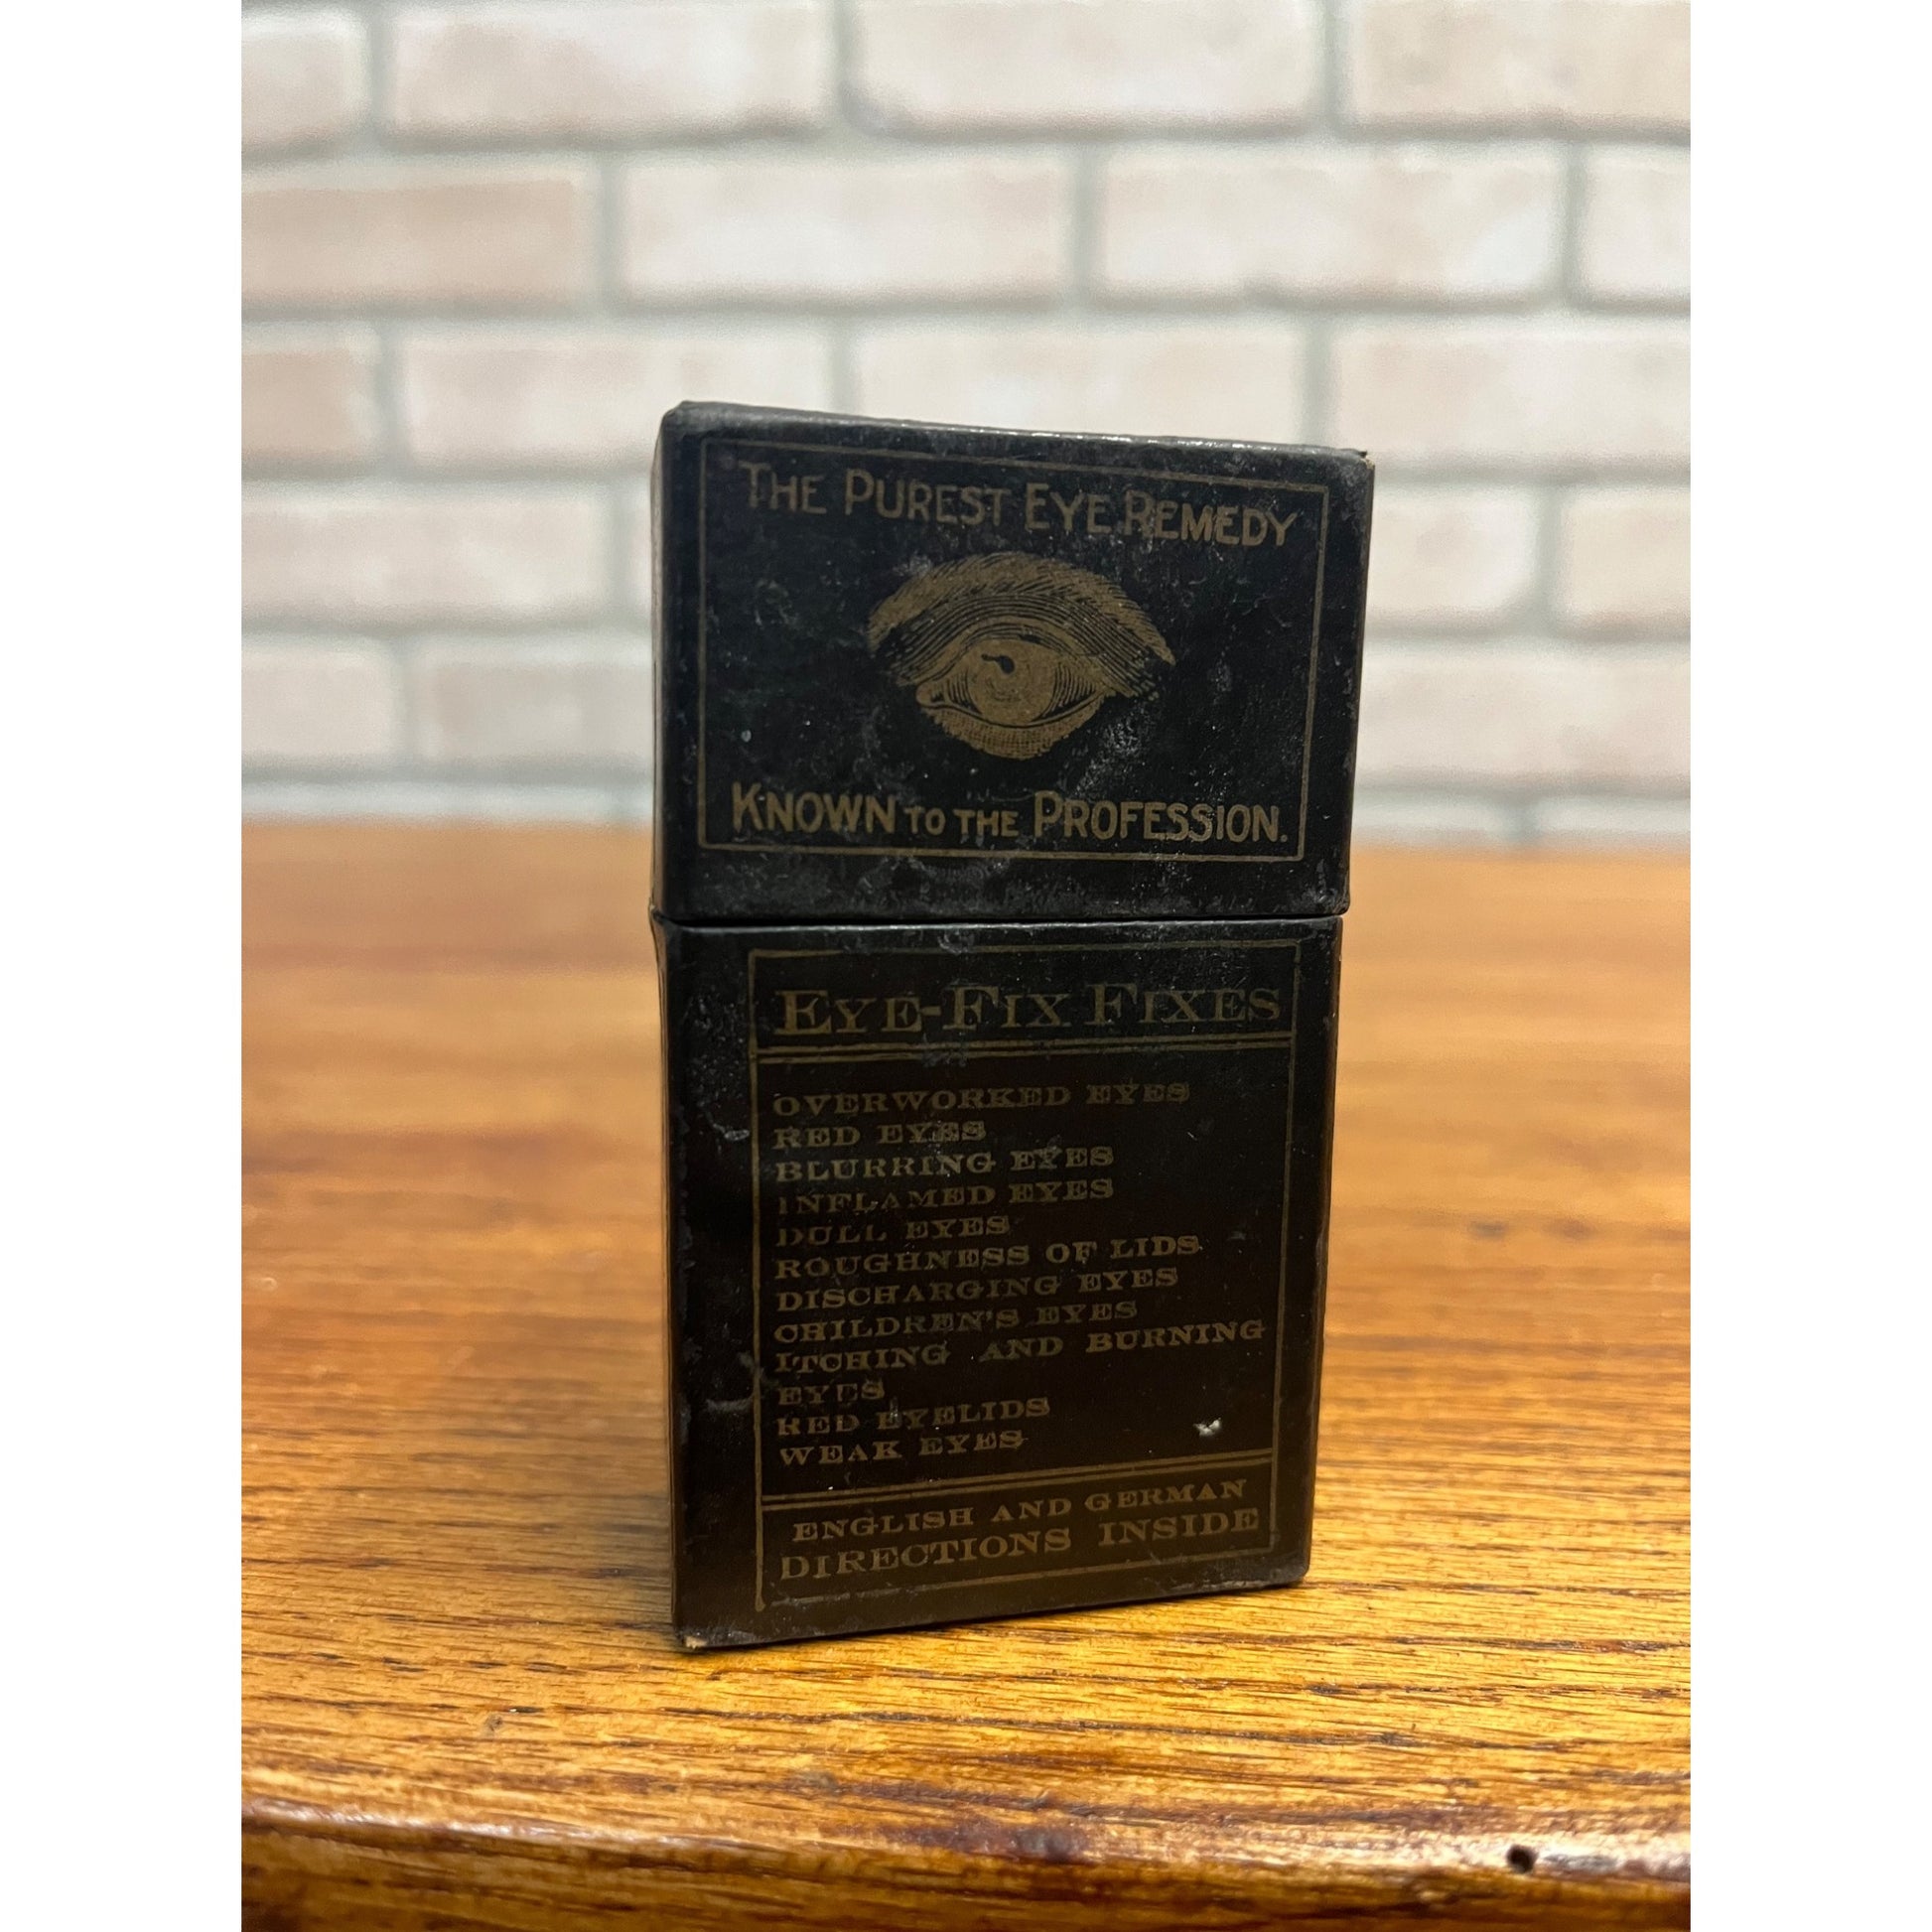 THE PUREST EYE REMEDY
KNOWN TO THE PROFESSION.
EYE-FIX FIXES
OVERWORKED EYES
RED EYES
BLURRING EYES
INFLAMED EYES
DULL EYES
ROUGHNESS OF LIDS
DISCHARGING EYES
CHILDREN'S EYES
ITCHING AND BURNING
EYES
RED EYELIDS
WEAK EYES
ENGLISH AND GERMAN
DIRECTIONS INSIDE